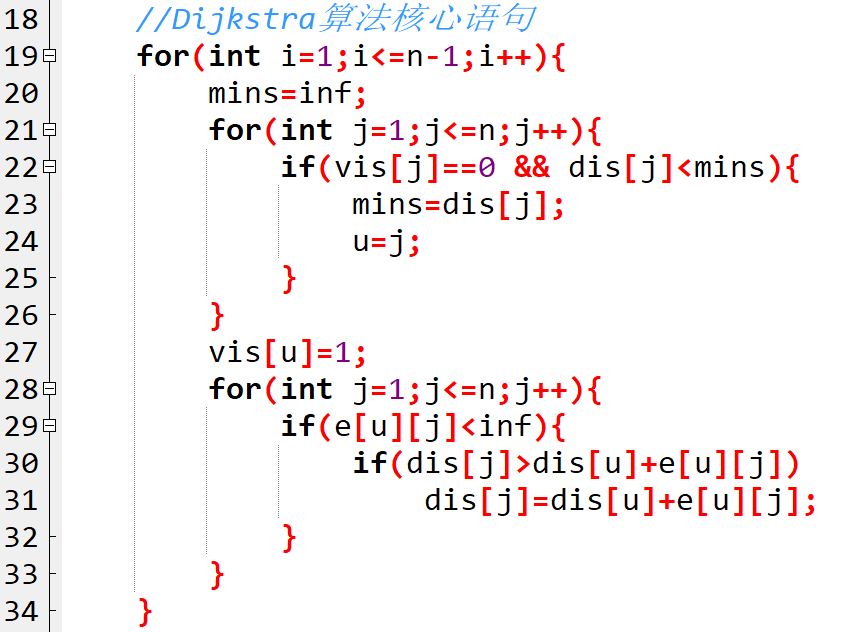 18 //Dijkstra算法核心语句
19 for(int i=1;i<=n-1;i++){
20 mins=inf;
21 for(int j=1;j<=n;j++){
22 if(vis[j]==0 && dis[j]<mins){
23 mins=dis[j];
24 u=j;
25 }
26 }
27 vis[u]=1;
28 for(int j=1;j<=n;j++){
29 if(e[u][j]<inf){
30 if(dis[j]>dis[u]+e[u][j])
31 dis[j]=dis[u]+e[u][j];
32 }
33 }
34 }